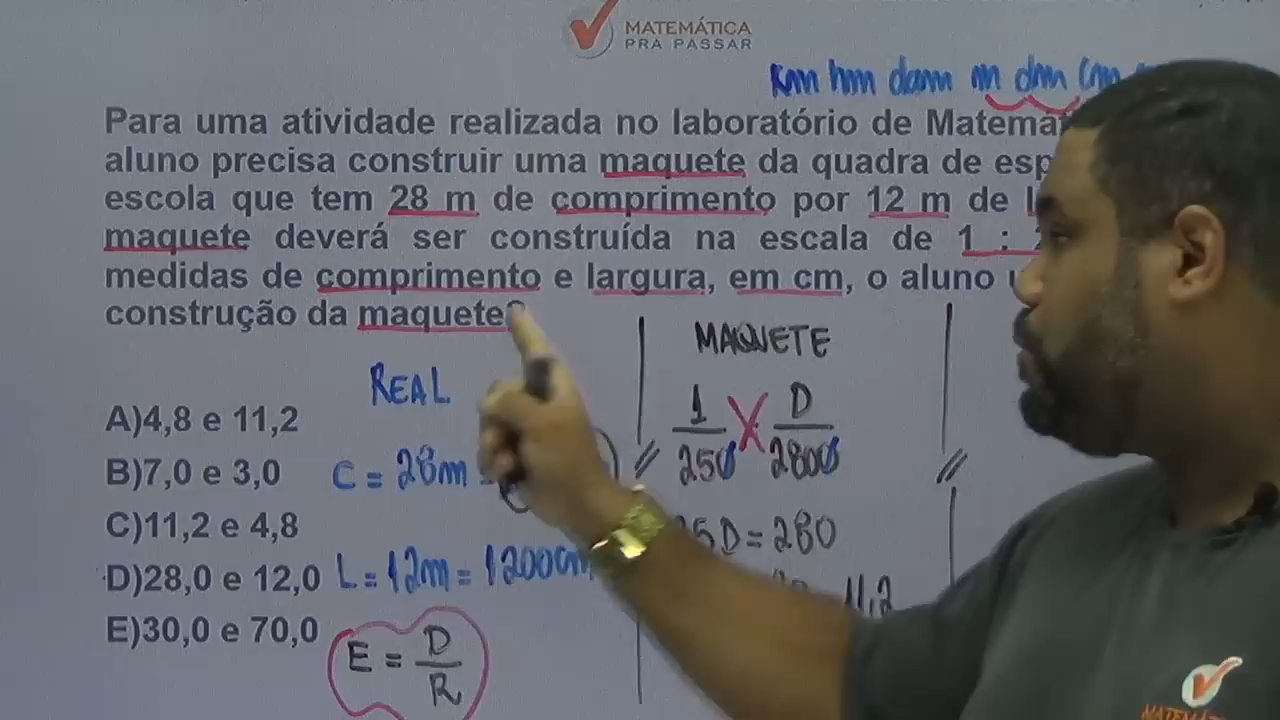 MATEMÁTICA
PRA PASSAR
Km hm dam m dm cm
Para uma atividade realizada no laboratório de
aluno precisa construir uma maquete da quadra de
escola que tem 28 m de comprimento por 12 m de
maquete deverá ser construída na escala de 1 :
medidas de comprimento e largura, em cm, o aluno
construção da maquete?
A)4,8 e 11,2
B)7,0 e 3,0
C)11,2 e 4,8
D)28,0 e 12,0
E)30,0 e 70,0
REAL
C = 28m =
L = 12m = 1200cm
E = D/R
MAQUETE
1/250 X D/2800
25D = 280
11,2